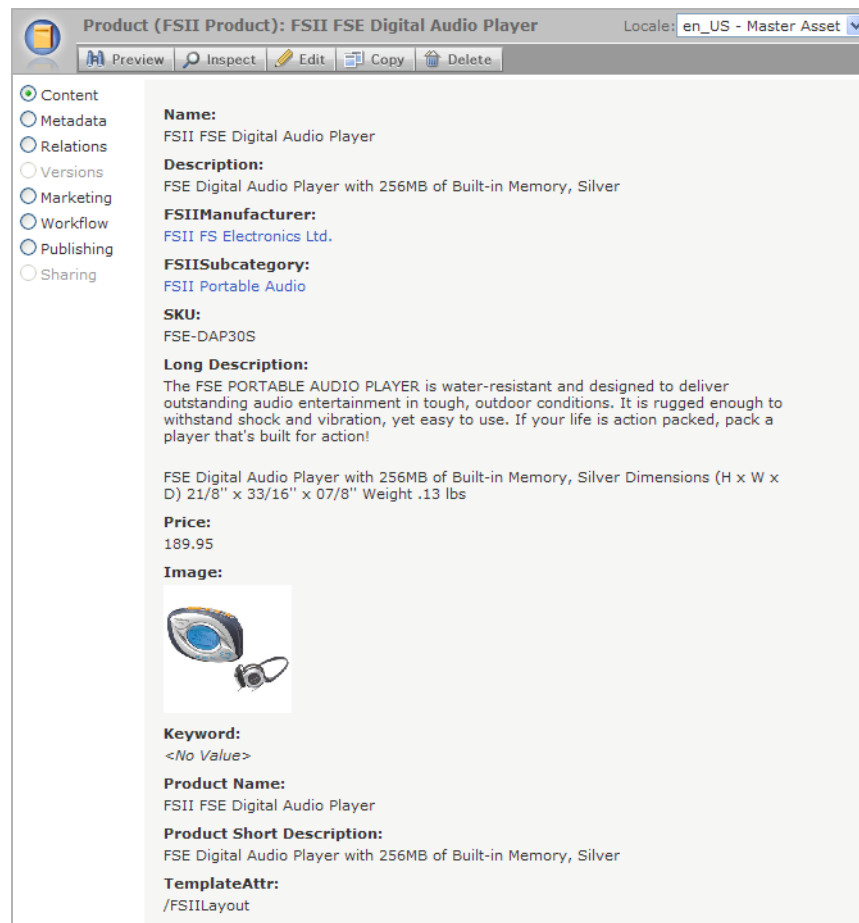 Product (FSII Product): FSII FSE Digital Audio Player
Locale: en_US - Master Asset
Preview Inspect Edit Copy Delete
Content
Metadata
Relations
Versions
Marketing
Workflow
Publishing
Sharing
Name:
FSII FSE Digital Audio Player
Description:
FSE Digital Audio Player with 256MB of Built-in Memory, Silver
FSIIManufacturer:
FSII FS Electronics Ltd.
FSIISubcategory:
FSII Portable Audio
SKU:
FSE-DAP30S
Long Description:
The FSE PORTABLE AUDIO PLAYER is water-resistant and designed to deliver
outstanding audio entertainment in tough, outdoor conditions. It is rugged enough to
withstand shock and vibration, yet easy to use. If your life is action packed, pack a
player that's built for action!
FSE Digital Audio Player with 256MB of Built-in Memory, Silver Dimensions (H x W x
D) 21/8'' x 33/16'' x 07/8'' Weight .13 lbs
Price:
189.95
Image:
Keyword:
<No Value>
Product Name:
FSII FSE Digital Audio Player
Product Short Description:
FSE Digital Audio Player with 256MB of Built-in Memory, Silver
TemplateAttr:
/FSIILayout